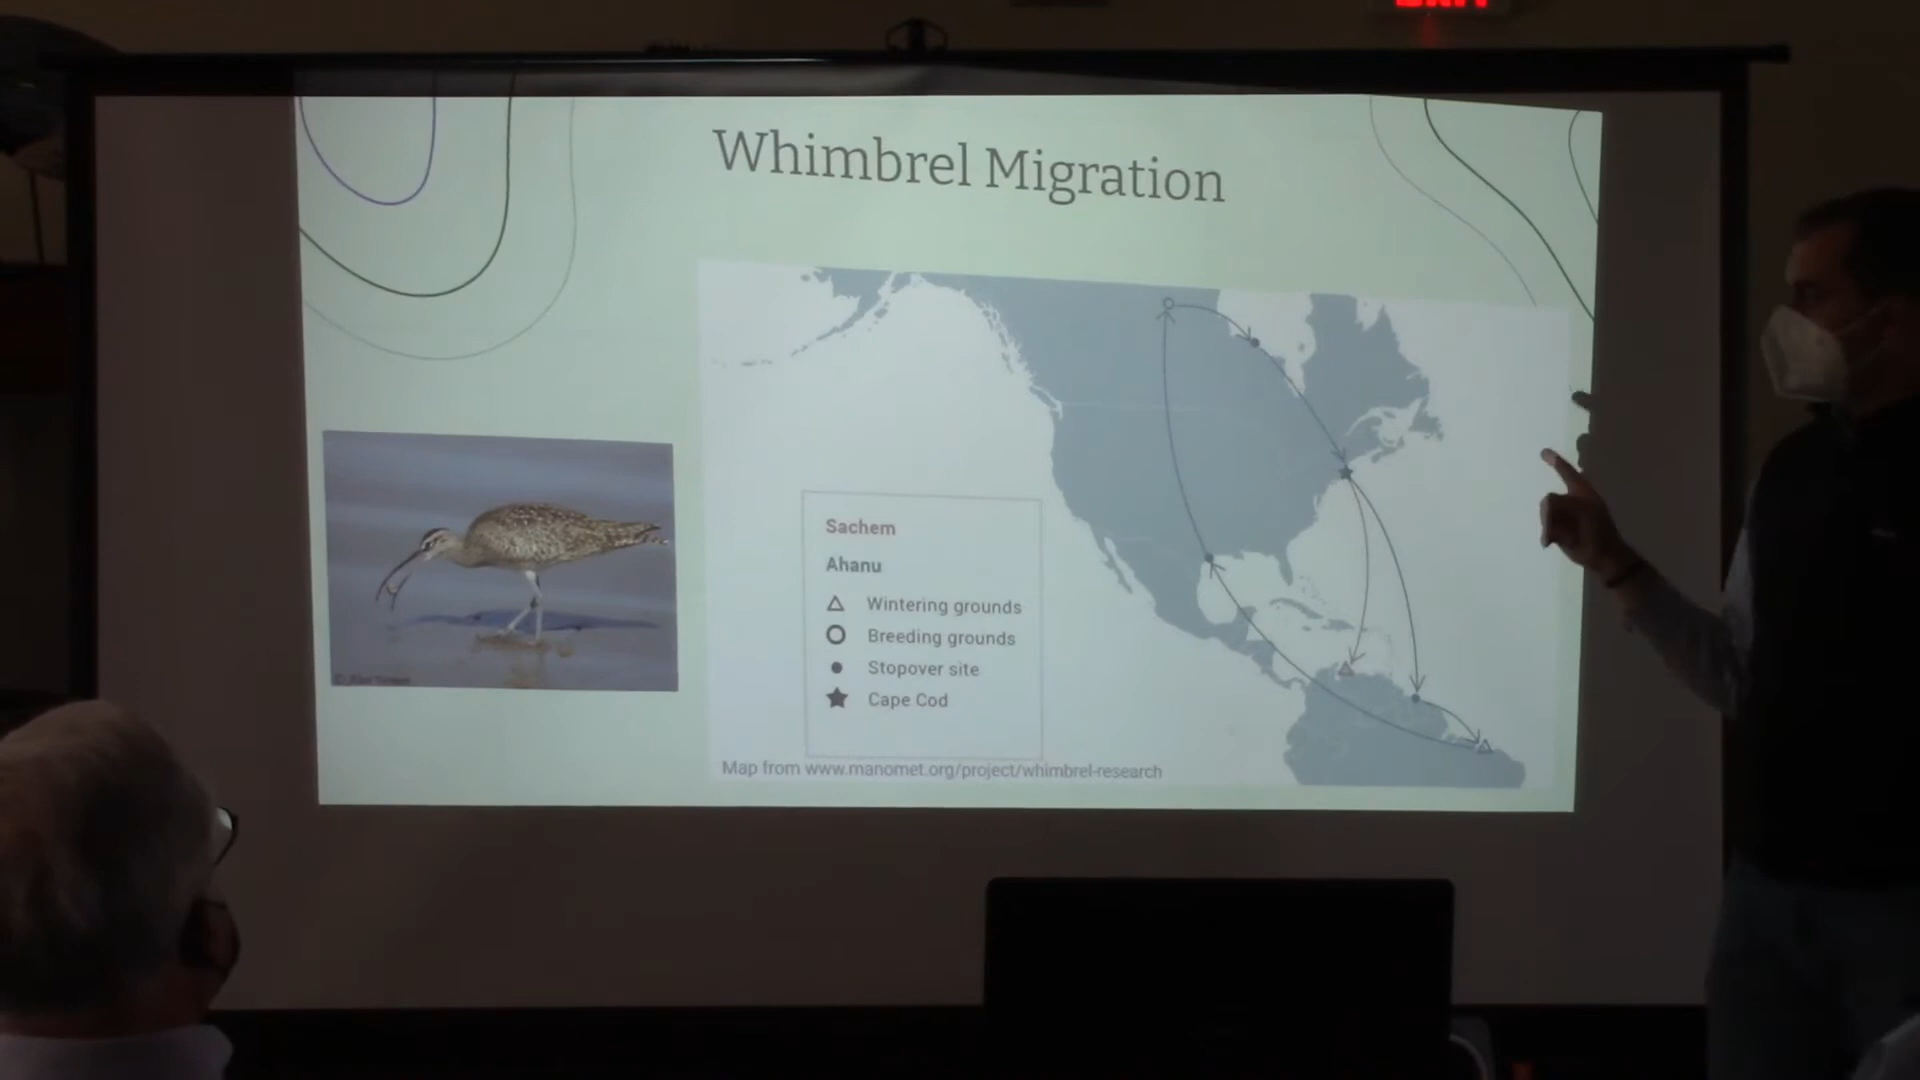 EXIT
Whimbrel Migration
Sachem
Ahanu
Wintering grounds
Breeding grounds
Stopover site
Cape Cod
Map from www.manomet.org/project/whimbrel-research